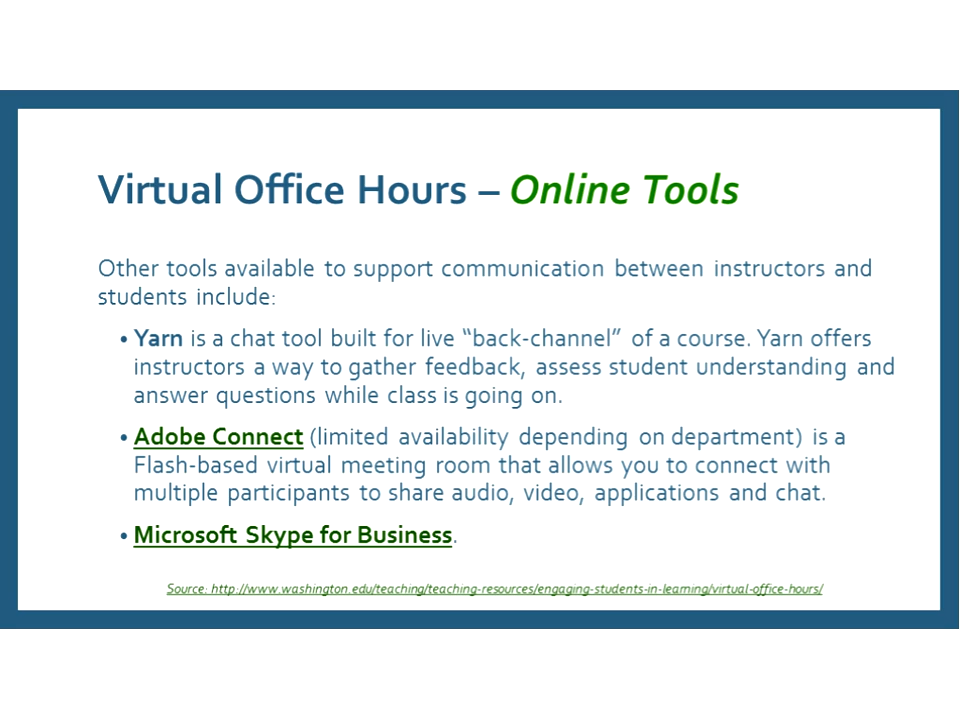 Virtual Office Hours – Online Tools
Other tools available to support communication between instructors and
students include:
• Yarn is a chat tool built for live “back-channel” of a course. Yarn offers
instructors a way to gather feedback, assess student understanding and
answer questions while class is going on.
• Adobe Connect (limited availability depending on department) is a
Flash-based virtual meeting room that allows you to connect with
multiple participants to share audio, video, applications and chat.
• Microsoft Skype for Business.
Source: http://www.washington.edu/teaching/teaching-resources/engaging-students-in-learning/virtual-office-hours/